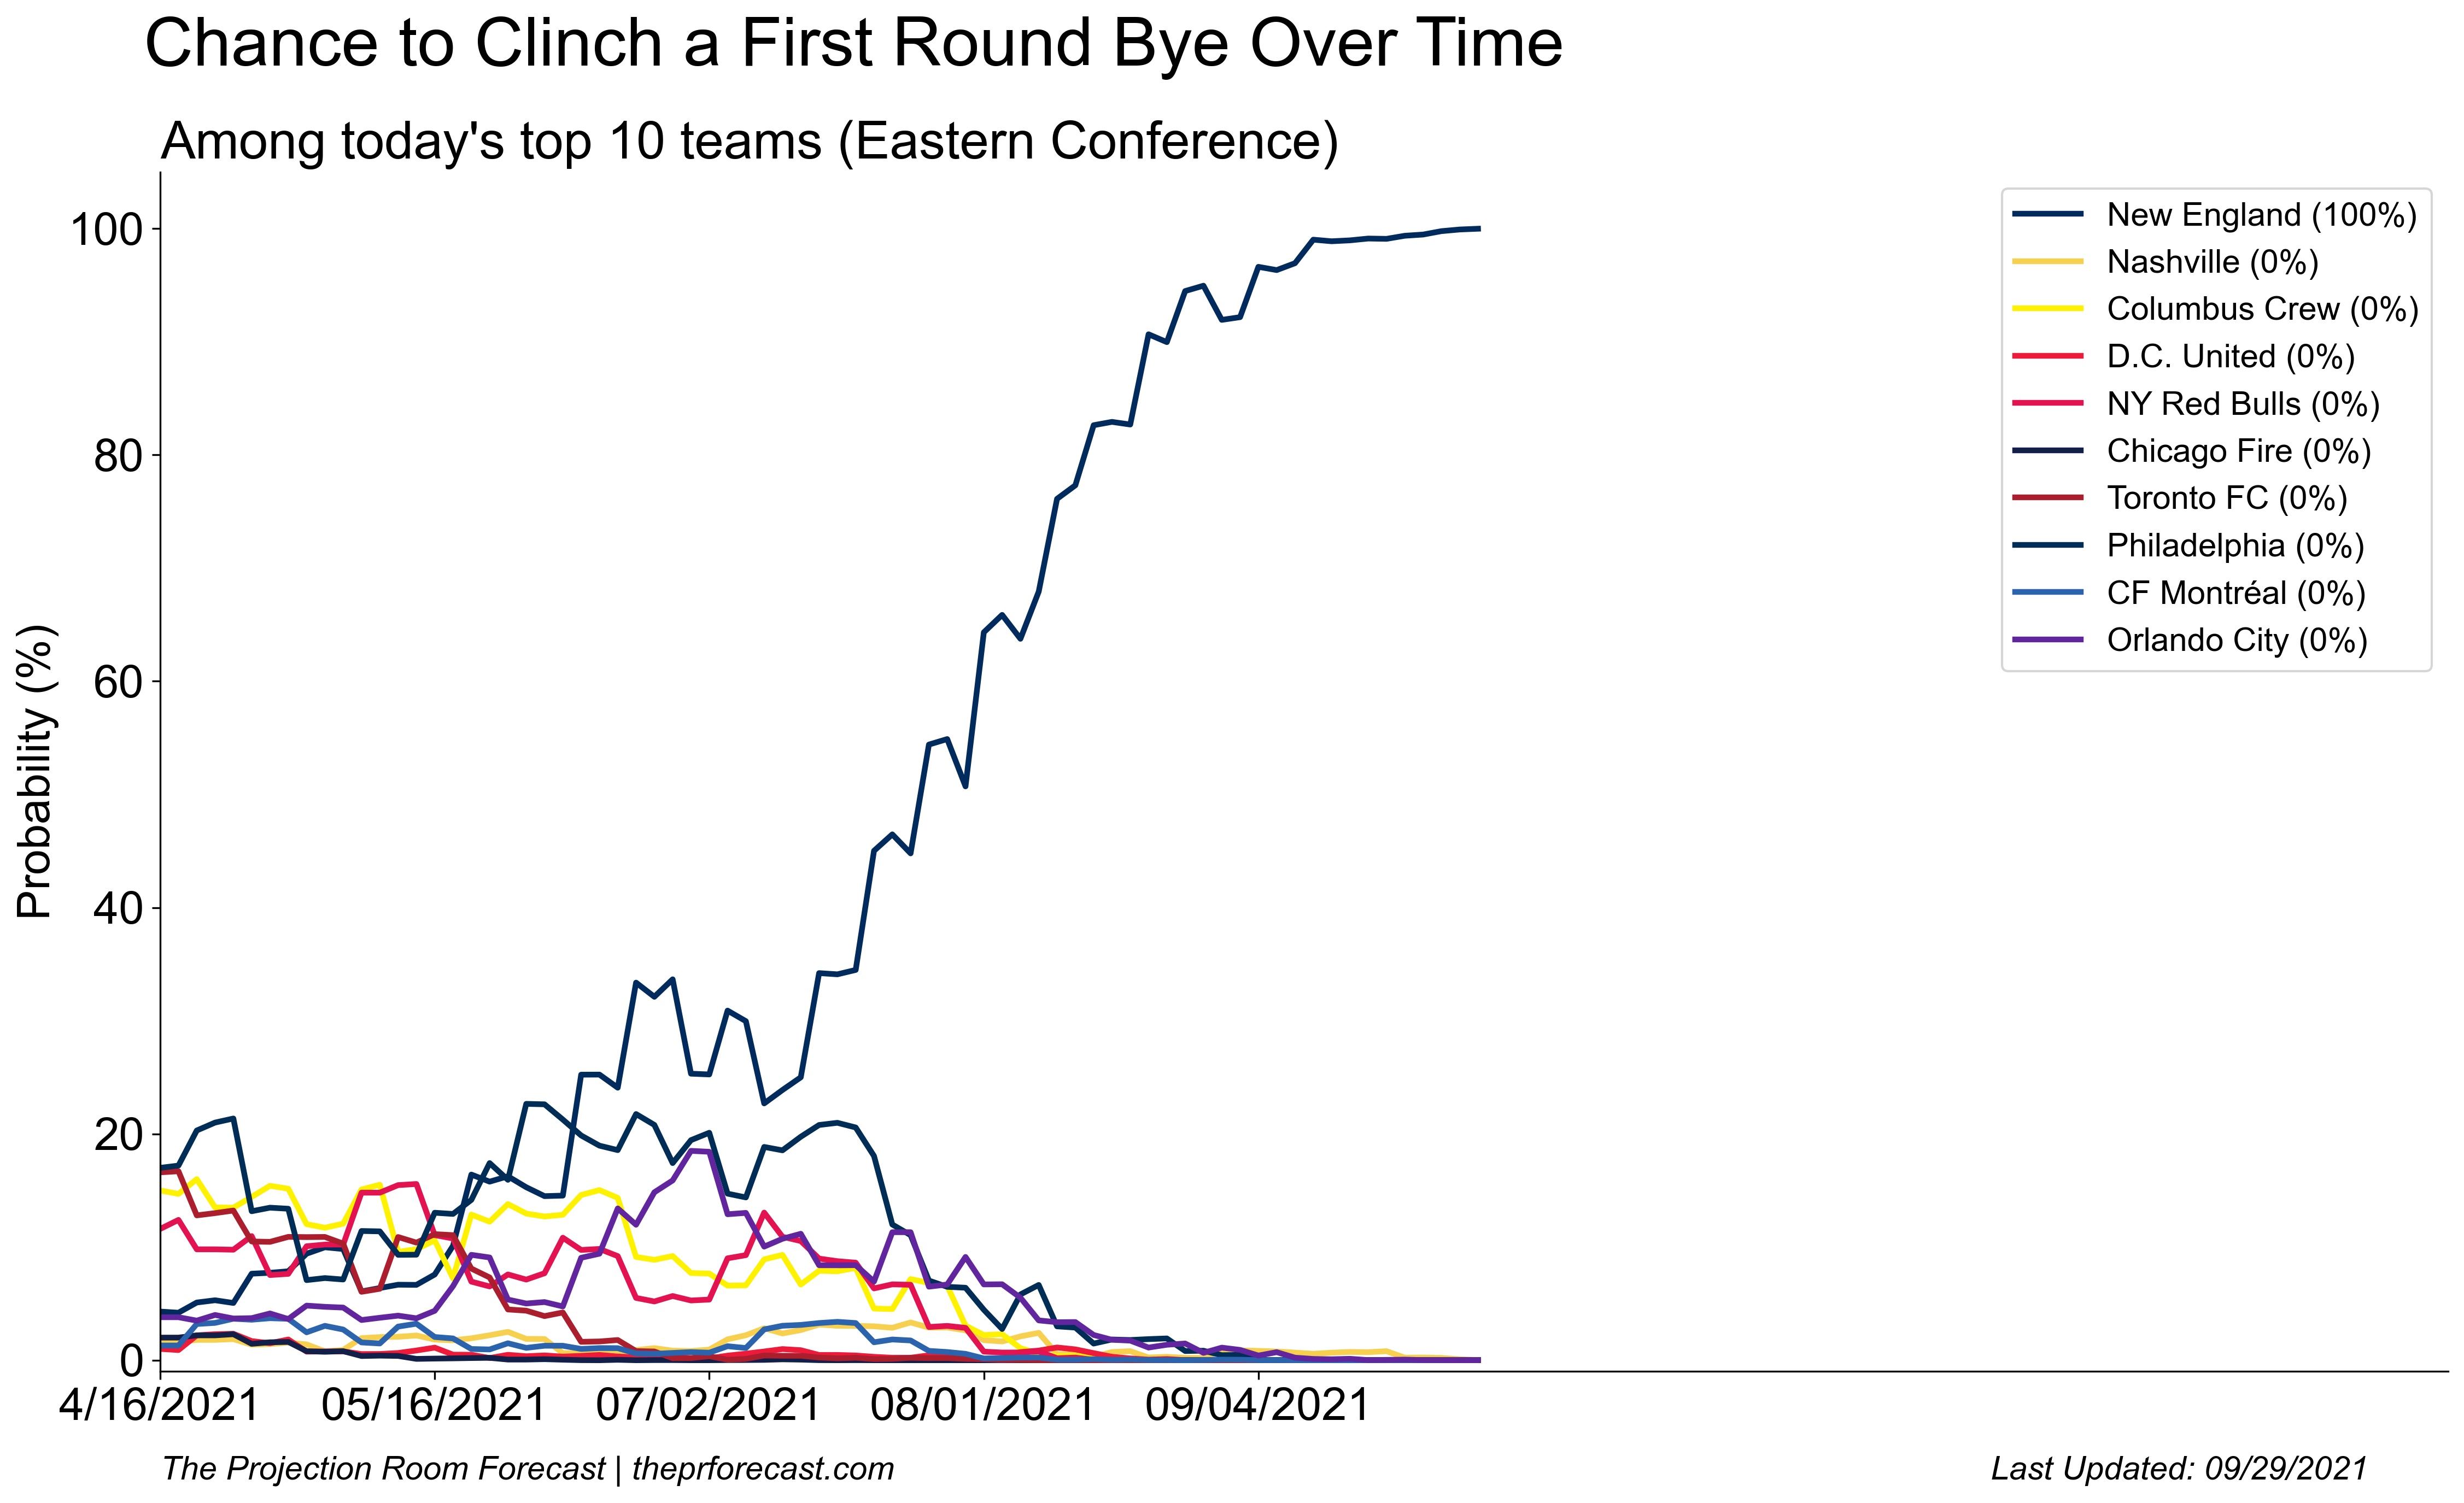 Chance to Clinch a First Round Bye Over Time
Among today's top 10 teams (Eastern Conference)
100
80
60
40
20
0
Probability (%)
New England (100%)
Nashville (0%)
Columbus Crew (0%)
D.C. United (0%)
NY Red Bulls (0%)
Chicago Fire (0%)
Toronto FC (0%)
Philadelphia (0%)
CF Montréal (0%)
Orlando City (0%)
4/16/2021 05/16/2021 07/02/2021 08/01/2021 09/04/2021
The Projection Room Forecast | theprforecast.com
Last Updated: 09/29/2021